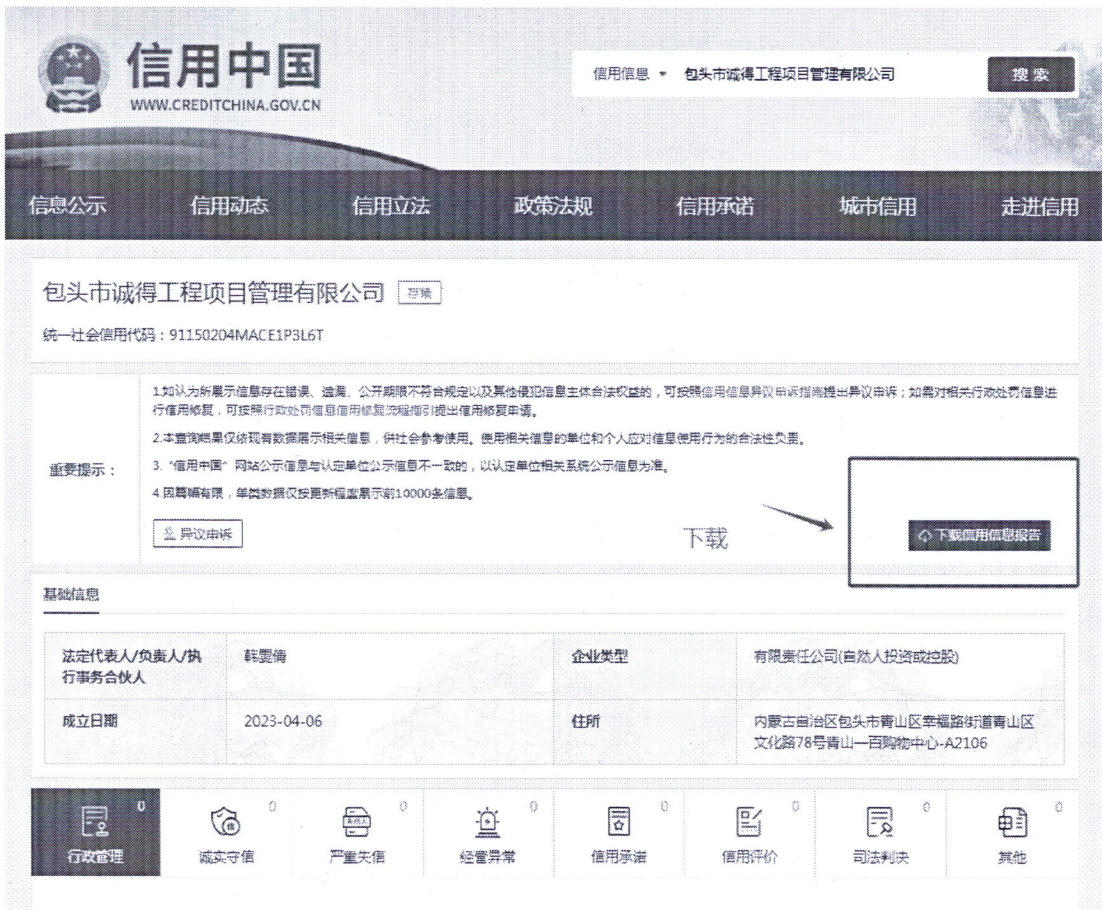 信用中国
WWW.CREDITCHINA.GOV.CN
信用信息
包头市诚得工程项目管理有限公司
搜索
信息公示
信用动态
信用立法
政策法规
信用承诺
城市信用
走进信用
包头市诚得工程项目管理有限公司 存续
统一社会信用代码：91150204MACE1P3L6T
重要提示：
1.如认为所展示信息存在错误、遗漏、公开期限不符合规定以及其他侵犯信息主体合法权益的，可按照信用信息异议申诉指南提出异议申诉；如需对相关行政处罚信息进
行信用修复，可按照行政处罚信息信用修复流程指引提出信用修复申请。
2.本查询结果仅依现有数据展示相关信息，供社会参考使用。使用相关信息的单位和个人应对信息使用行为的合法性负责。
3.“信用中国”网站公示信息与认定单位公示信息不一致的，以认定单位相关系统公示信息为准。
4.因篇幅有限，单类数据仅按更新程度展示前10000条信息。
异议申诉
下载
下载信用信息报告
基础信息
法定代表人/负责人/执
行事务合伙人
韩婴倩
企业类型
有限责任公司(自然人投资或控股)
成立日期
2023-04-06
住所
内蒙古自治区包头市青山区幸福路街道青山区
文化路78号青山一百购物中心-A2106
行政管理 0
诚实守信 0
严重失信 0
经营异常 0
信用承诺 0
信用评价 0
司法判决 0
其他 0